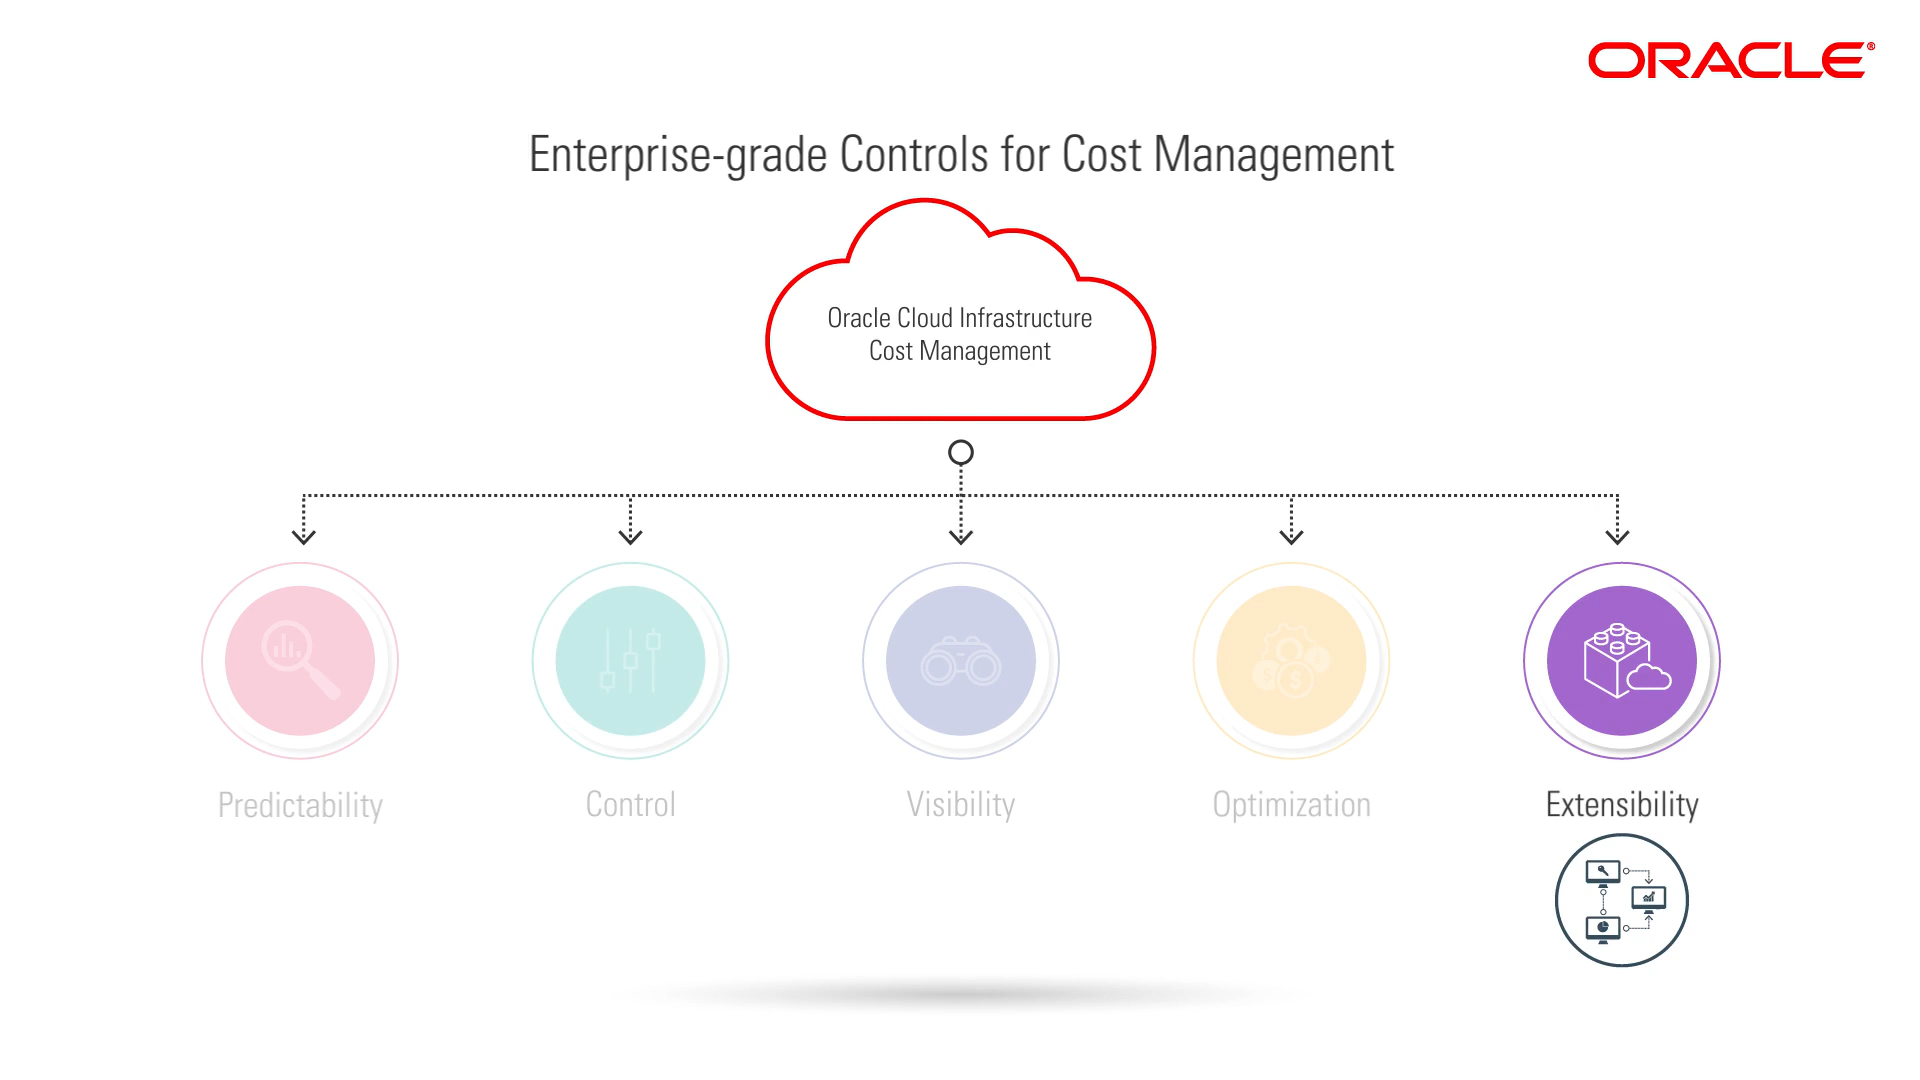 ORACLE®
Enterprise-grade Controls for Cost Management
Oracle Cloud Infrastructure
Cost Management
Predictability
Control
Visibility
Optimization
Extensibility